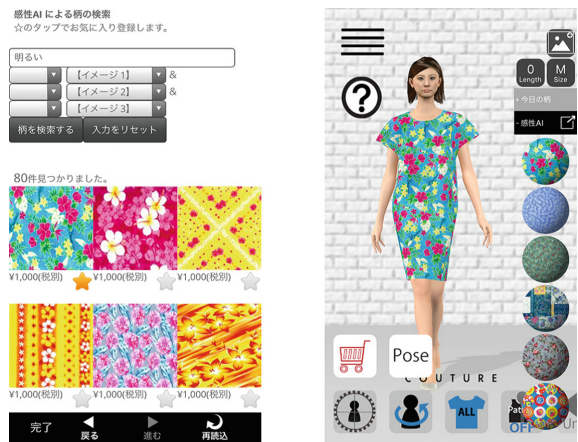 感性AI による柄の検索
☆のタップでお気に入り登録します。
明るい
【イメージ 1】 &
【イメージ 2】 &
【イメージ 3】
柄を検索する 入力をリセット
80件見つかりました。
¥1,000(税別) ¥1,000(税別) ¥1,000(税別)
¥1,000(税別) ¥1,000(税別) ¥1,000(税別)
完了 戻る 進む 再読込
?
0 Length
M Size
- 今日の柄
- 感性AI
Pose
COUTURE
ALL
OFF